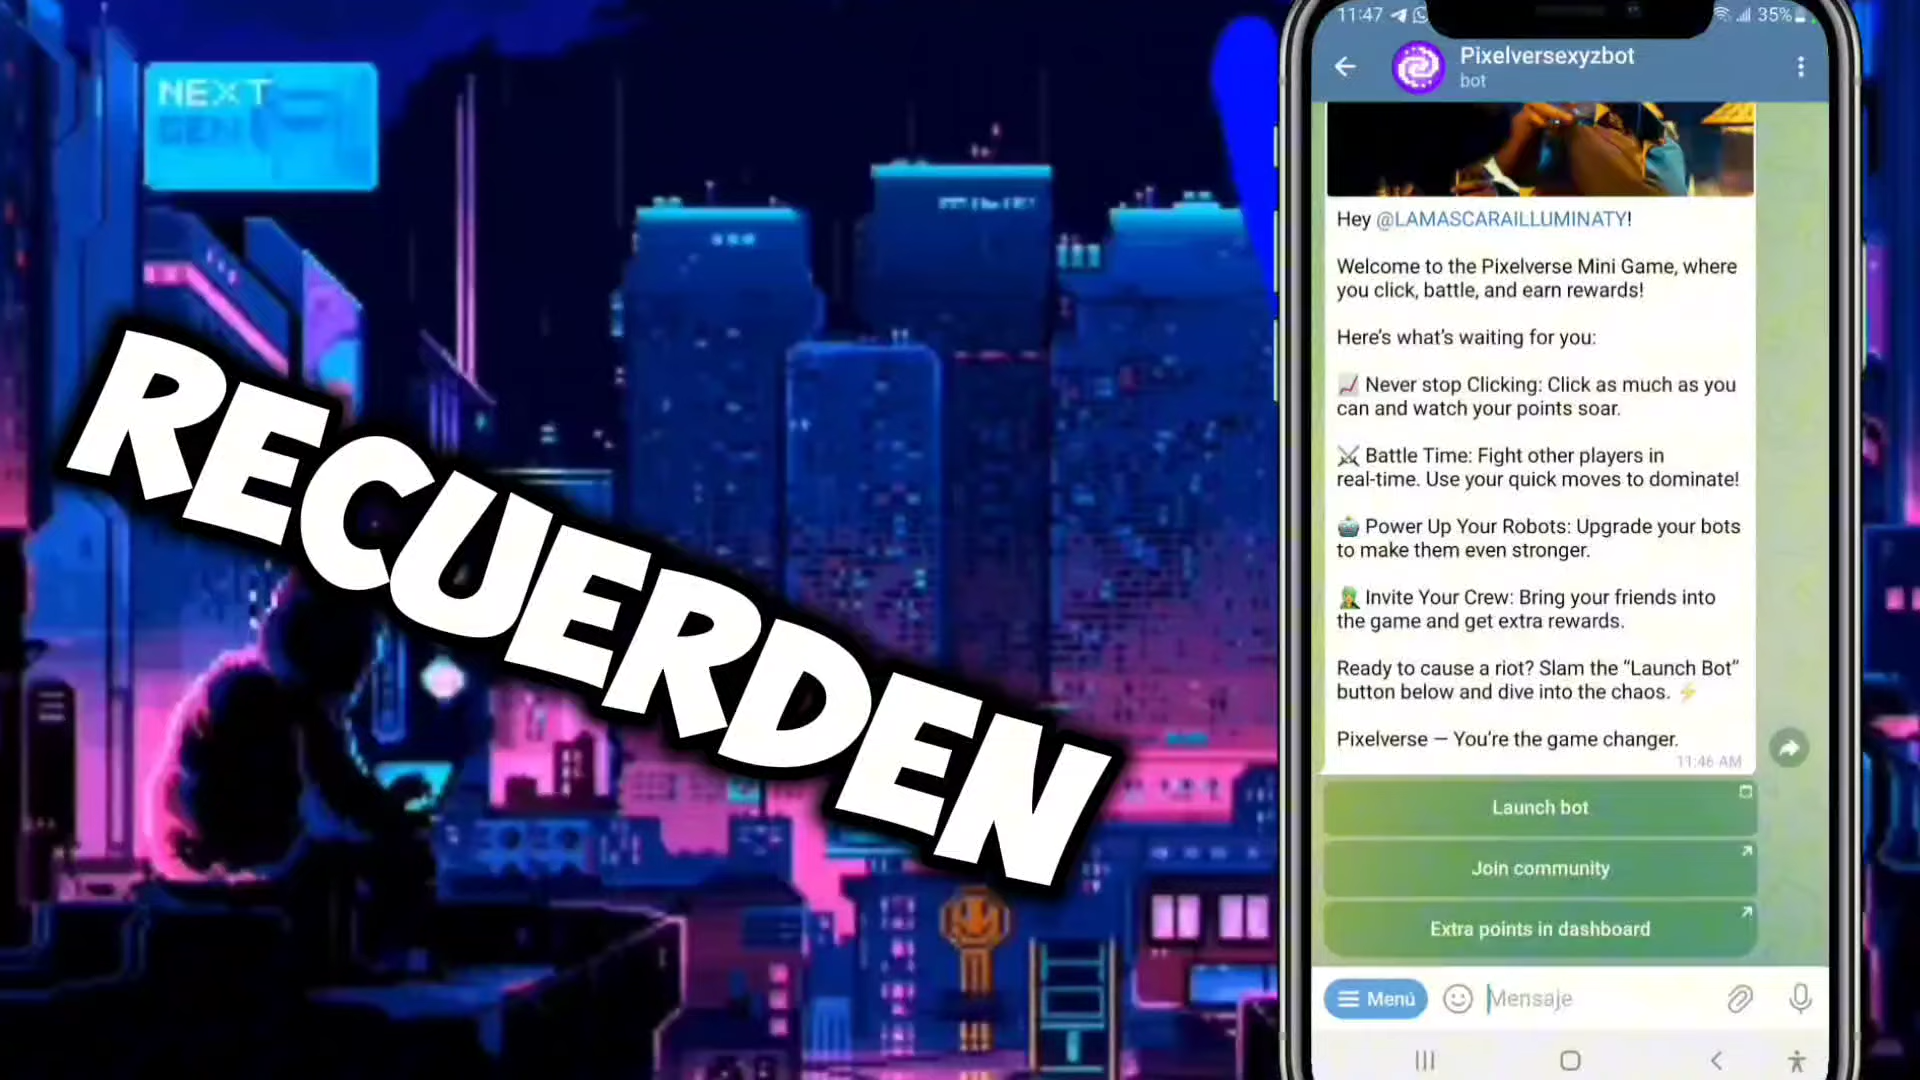 NEXT
GEN
RECUERDEN
11:47
35%
Pixelversexyzbot
bot
Hey @LAMASCARAILLUMINATY!
Welcome to the Pixelverse Mini Game, where
you click, battle, and earn rewards!
Here's what's waiting for you:
📈 Never stop Clicking: Click as much as you
can and watch your points soar.
⚔ Battle Time: Fight other players in
real-time. Use your quick moves to dominate!
🤖 Power Up Your Robots: Upgrade your bots
to make them even stronger.
Invite Your Crew: Bring your friends into
the game and get extra rewards.
Ready to cause a riot? Slam the “Launch Bot”
button below and dive into the chaos. ⚡
Pixelverse — You're the game changer.
11:46 AM
Launch bot
Join community
Extra points in dashboard
Menú
Mensaje